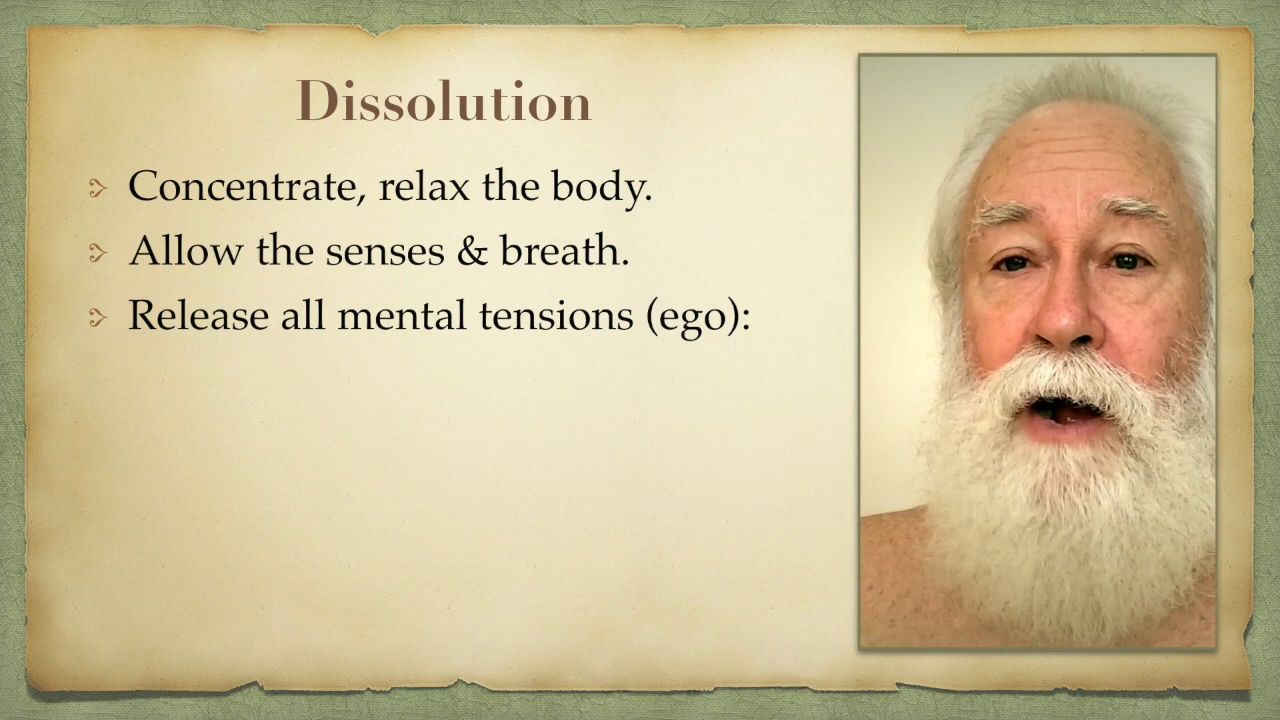 Dissolution
Concentrate, relax the body.
Allow the senses & breath.
Release all mental tensions (ego):